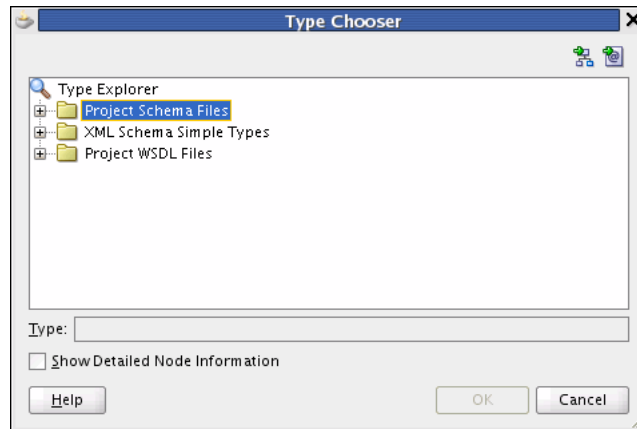 Type Chooser
Type Explorer
Project Schema Files
XML Schema Simple Types
Project WSDL Files
Type:
Show Detailed Node Information
Help
OK
Cancel